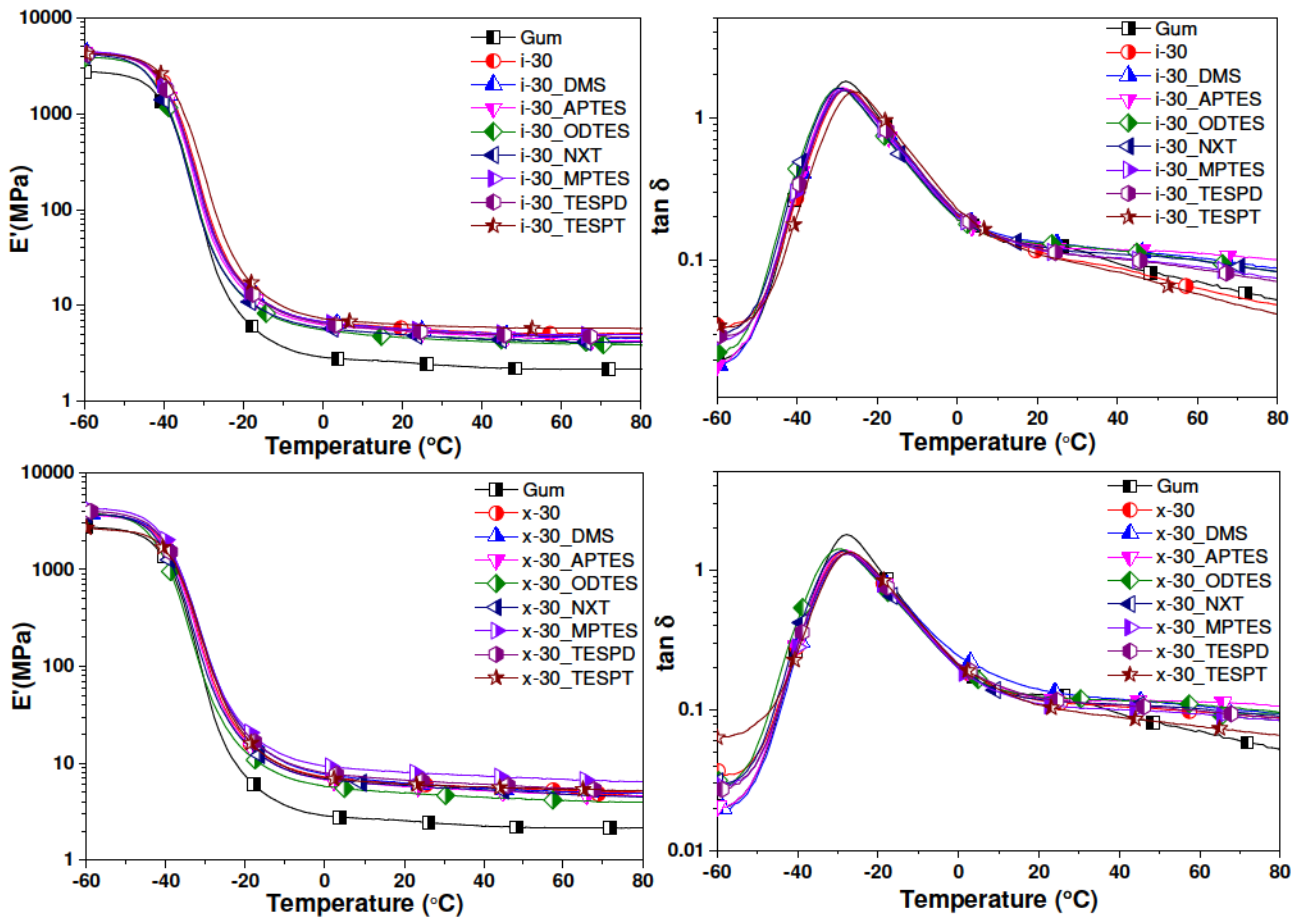 10000
1000
100
10
1
E'(MPa)
-60
-40
-20
0
20
40
60
80
Temperature (°C)
Gum
i-30
i-30_DMS
i-30_APTES
i-30_ODTES
i-30_NXT
i-30_MPTES
i-30_TESPD
i-30_TESPT
1
0.1
tan δ
-60
-40
-20
0
20
40
60
80
Temperature (°C)
Gum
i-30
i-30_DMS
i-30_APTES
i-30_ODTES
i-30_NXT
i-30_MPTES
i-30_TESPD
i-30_TESPT
10000
1000
100
10
1
E'(MPa)
-60
-40
-20
0
20
40
60
80
Temperature (°C)
Gum
x-30
x-30_DMS
x-30_APTES
x-30_ODTES
x-30_NXT
x-30_MPTES
x-30_TESPD
x-30_TESPT
1
0.1
0.01
tan δ
-60
-40
-20
0
20
40
60
80
Temperature (°C)
Gum
x-30
x-30_DMS
x-30_APTES
x-30_ODTES
x-30_NXT
x-30_MPTES
x-30_TESPD
x-30_TESPT